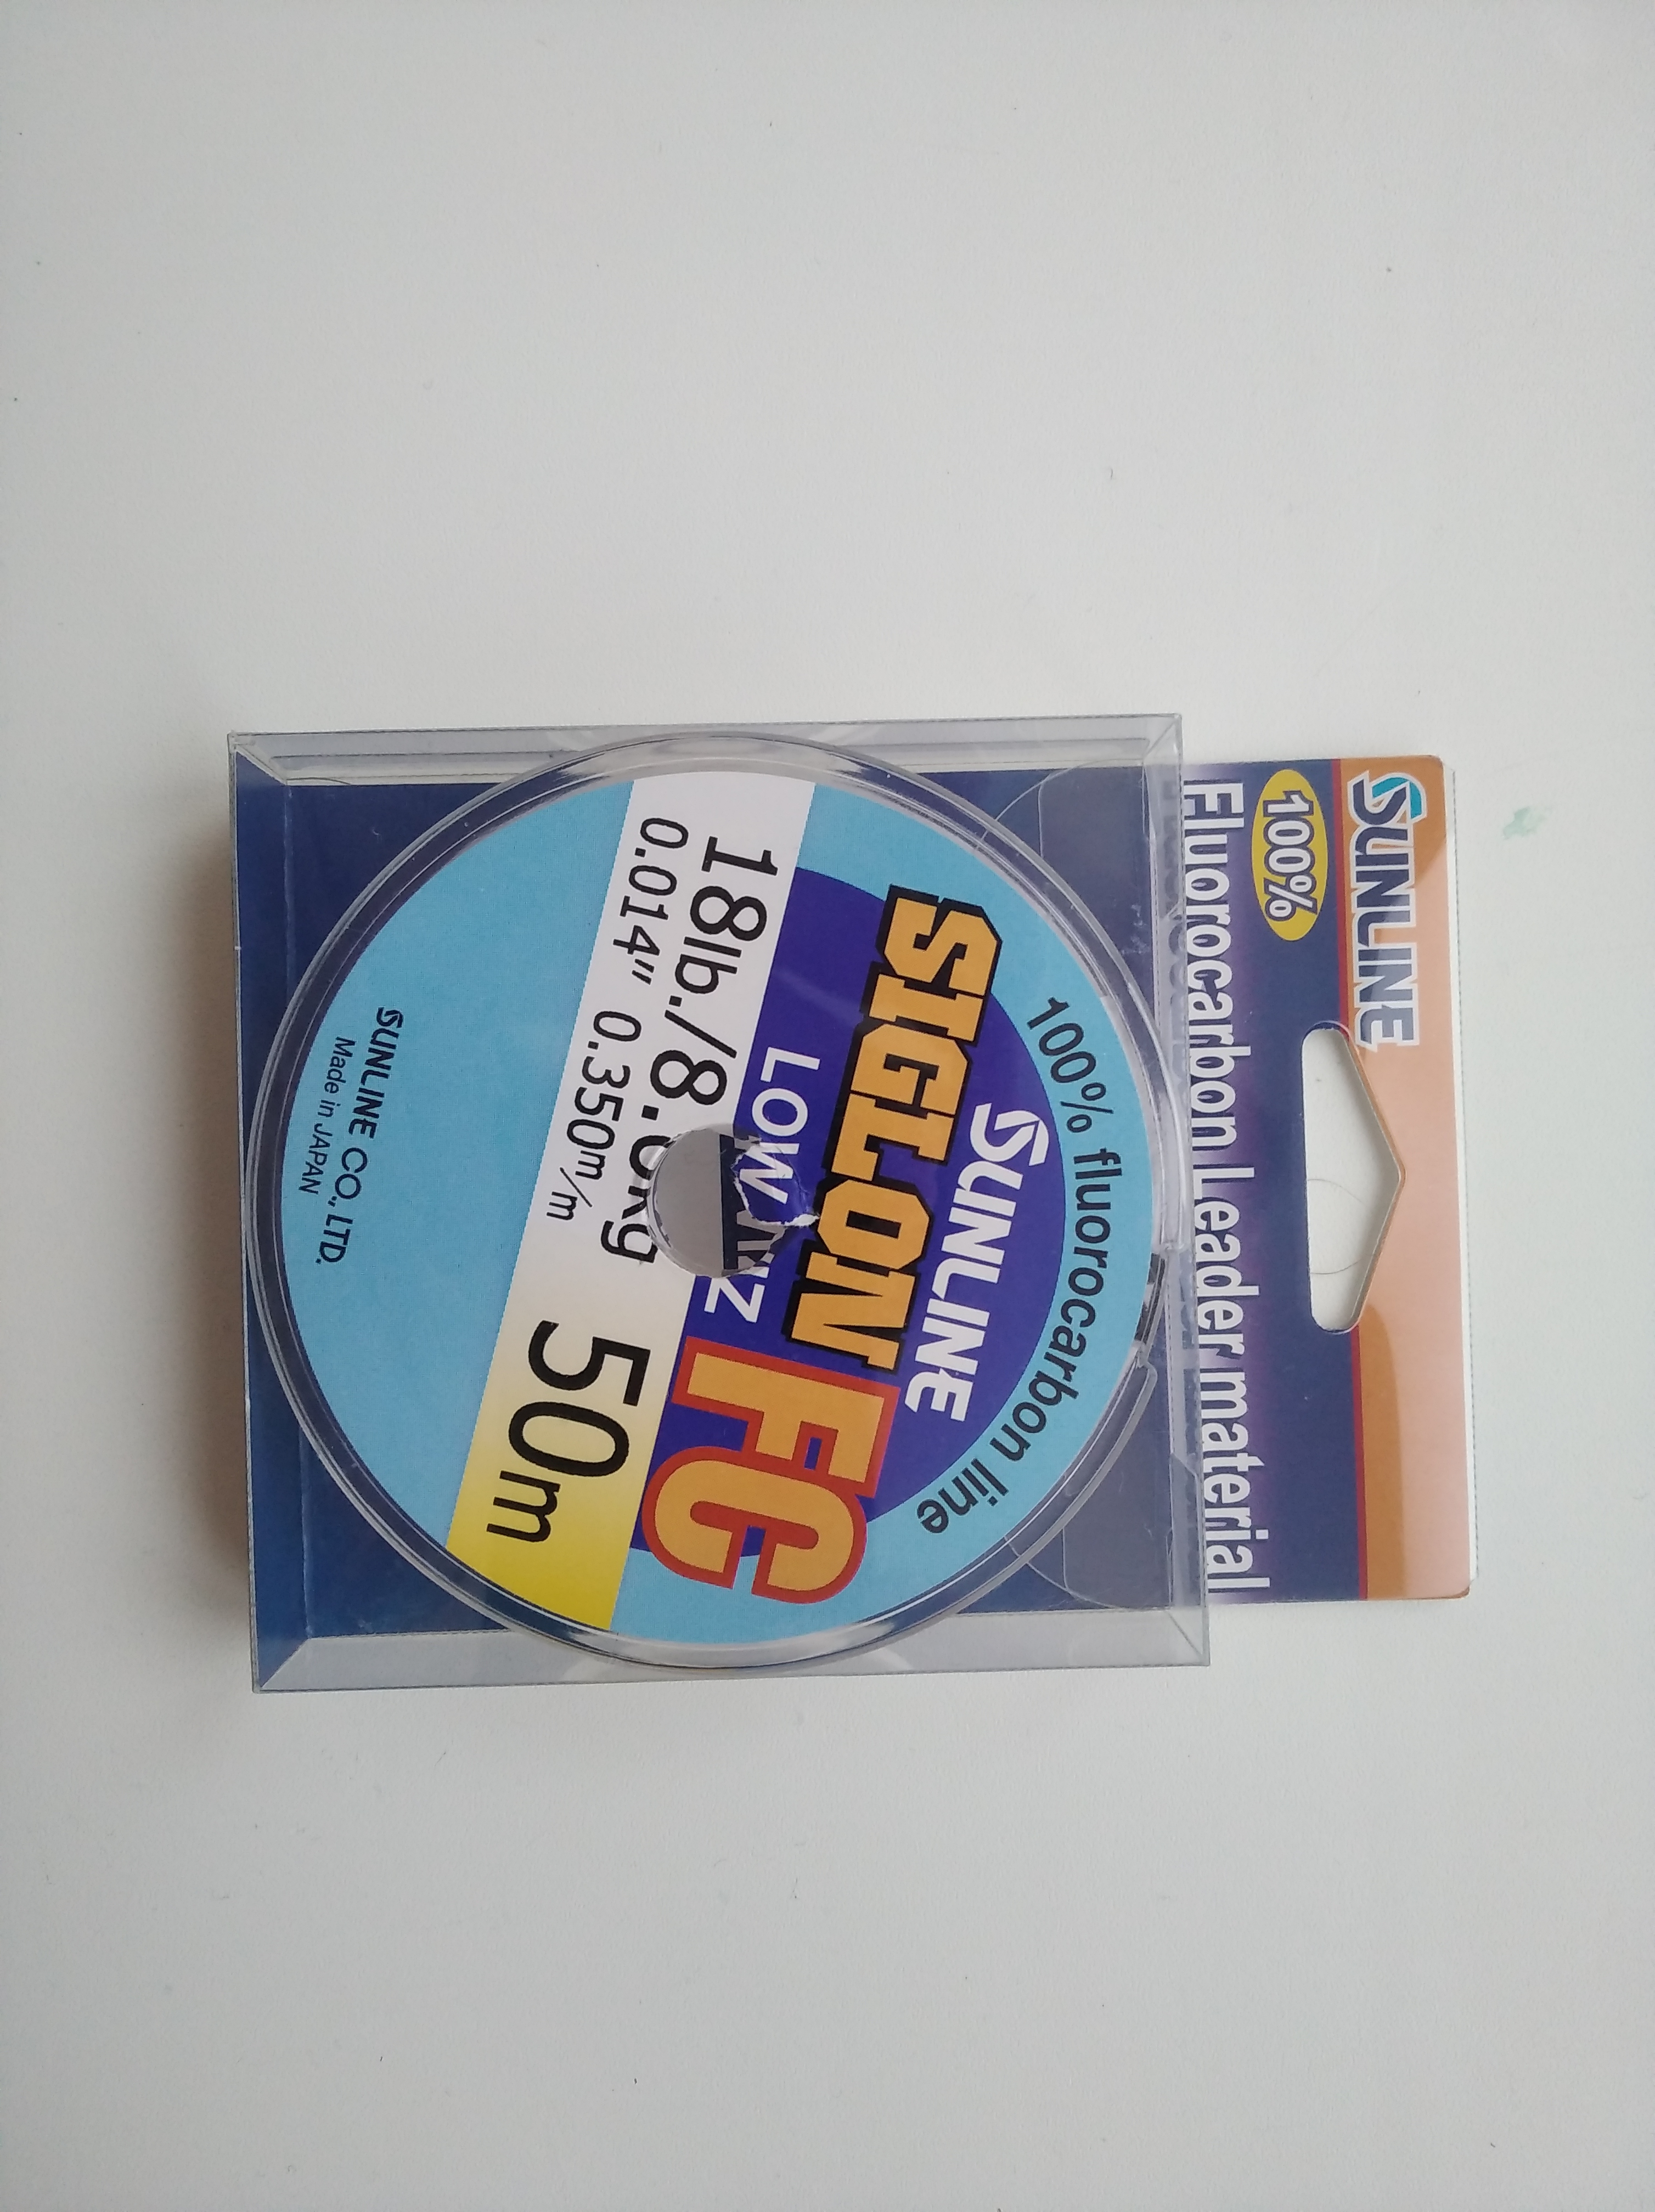 SUNLINE
100%
Fluorocarbon Leader material
100% fluorocarbon line
SUNLINE
SIGLON FC
LOW
18lb./8.0kg 50m
0.014" 0.350m/m
SUNLINE CO., LTD.
Made in JAPAN